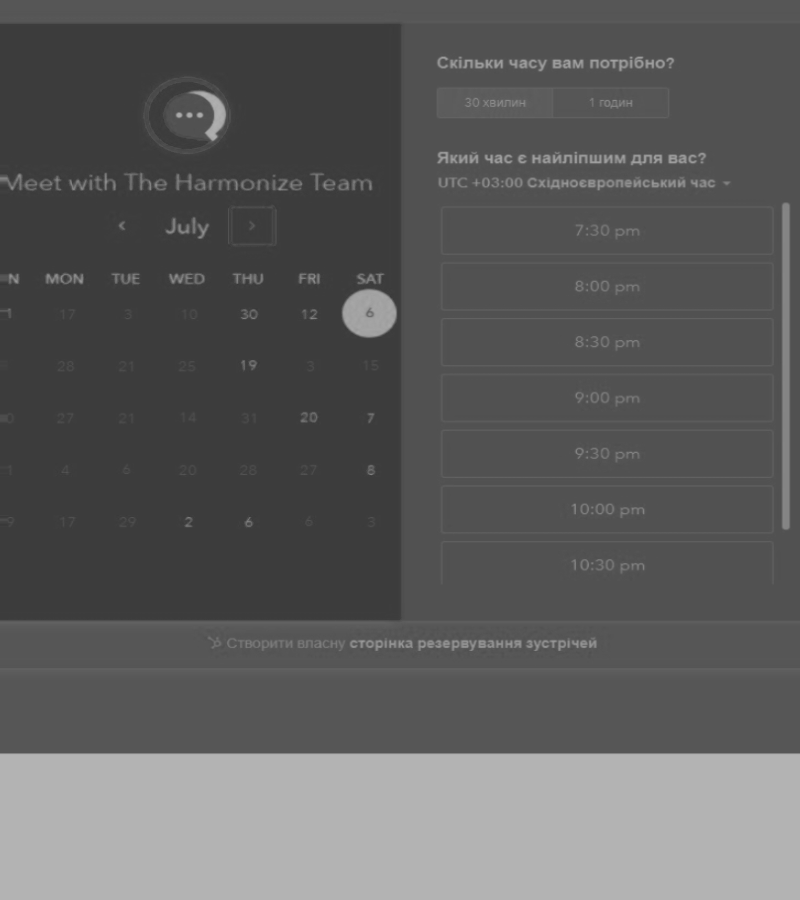 Meet with The Harmonize Team
July
N MON TUE WED THU FRI SAT
1 17 3 10 30 12 6
28 21 25 19 3 15
0 27 21 14 31 20 7
1 4 6 20 28 27 8
9 17 29 2 6 6 3
Скільки часу вам потрібно?
30 хвилин 1 годин
Який час є найліпшим для вас?
UTC +03:00 Східноєвропейський час
7:30 pm
8:00 pm
8:30 pm
9:00 pm
9:30 pm
10:00 pm
10:30 pm
Створити власну сторінка резервування зустрічей